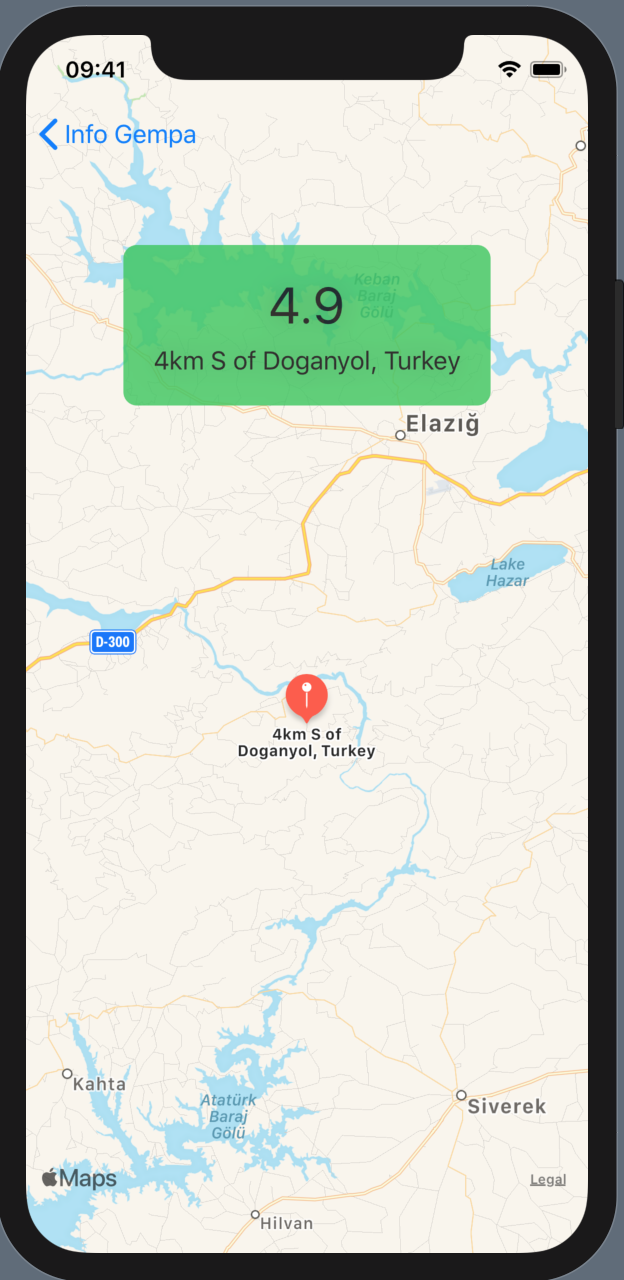 09:41
Info Gempa
Keban
Baraj
Gölü
4.9
4km S of Doganyol, Turkey
Elazığ
Lake
Hazar
D-300
4km S of
Doganyol, Turkey
Kahta
Atatürk
Baraj
Gölü
Siverek
Maps
Legal
Hilvan